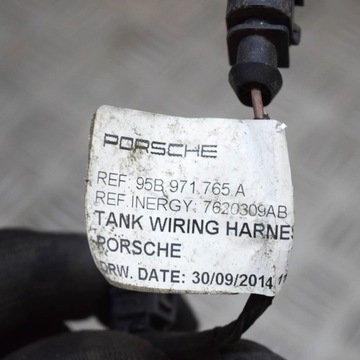 PORSCHE
REF: 95B.971.765.A
REF.INERGY: 7620309AB
TANK WIRING HARNES
PORSCHE
DRW. DATE: 30/09/2014